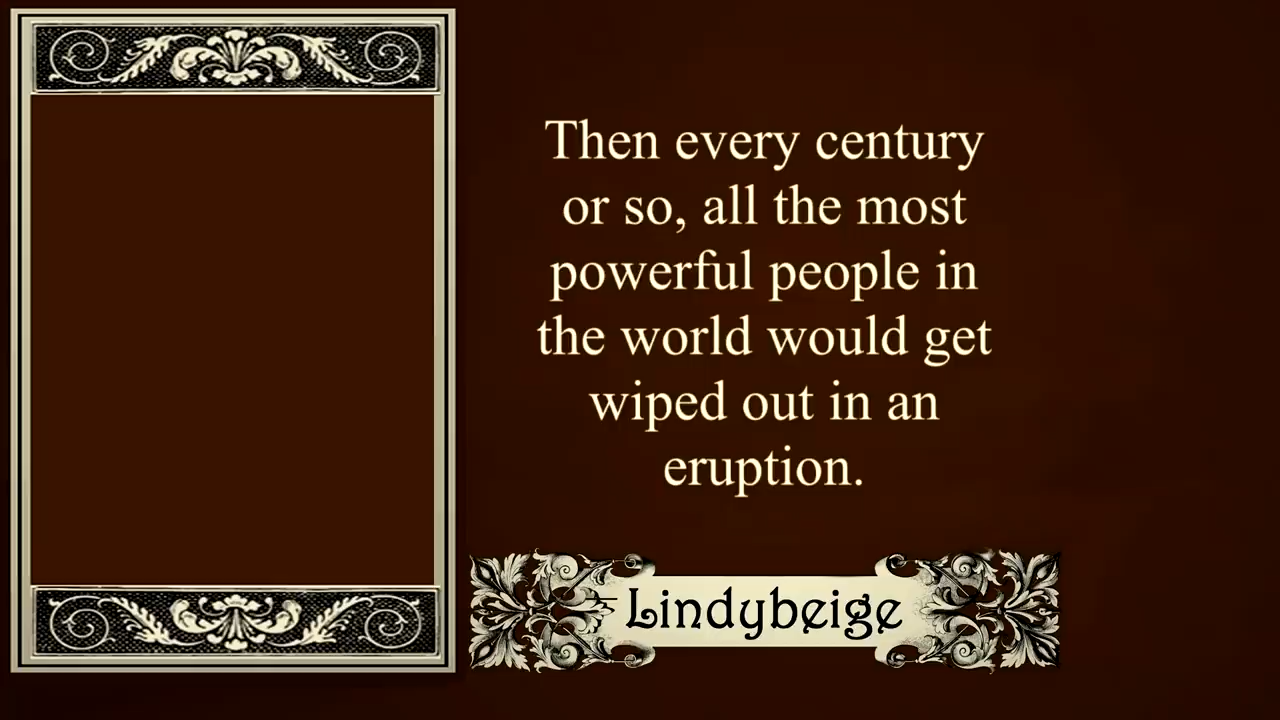 Then every century
or so, all the most
powerful people in
the world would get
wiped out in an
eruption.
Lindybeige